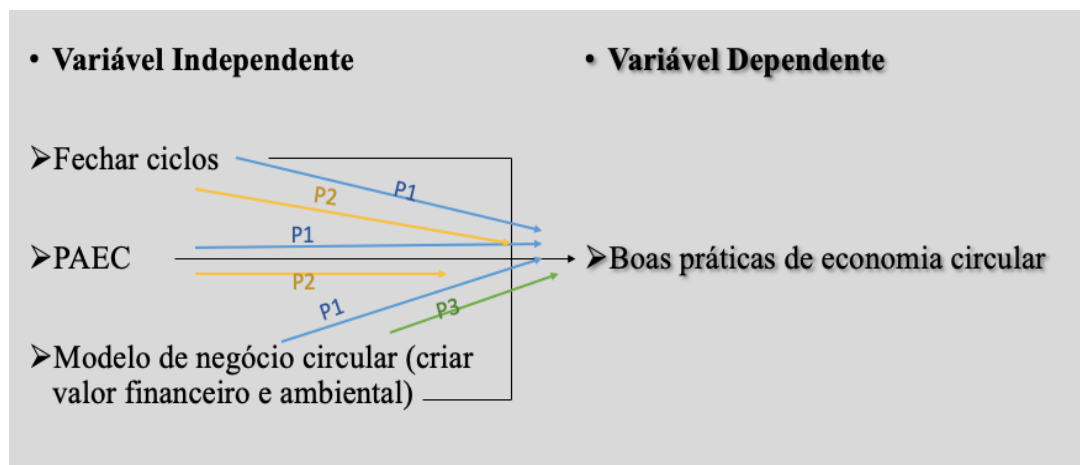 • Variável Independente
• Variável Dependente
➢Fechar ciclos
P1
P2
P1
➢PAEC
➢Boas práticas de economia circular
P2
P1
P3
➢Modelo de negócio circular (criar
valor financeiro e ambiental)